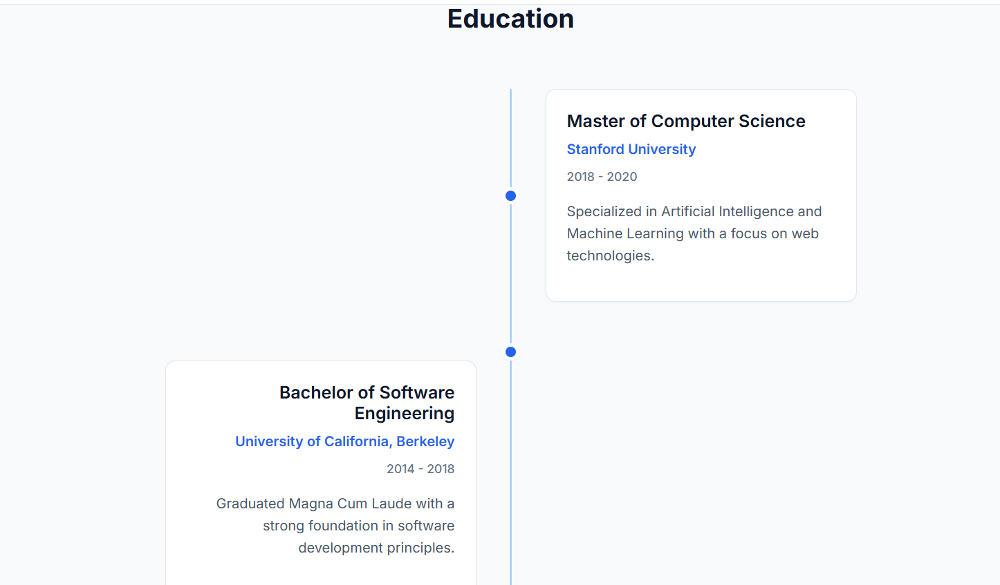 Education
Master of Computer Science
Stanford University
2018 - 2020
Specialized in Artificial Intelligence and
Machine Learning with a focus on web
technologies.
Bachelor of Software
Engineering
University of California, Berkeley
2014 - 2018
Graduated Magna Cum Laude with a
strong foundation in software
development principles.